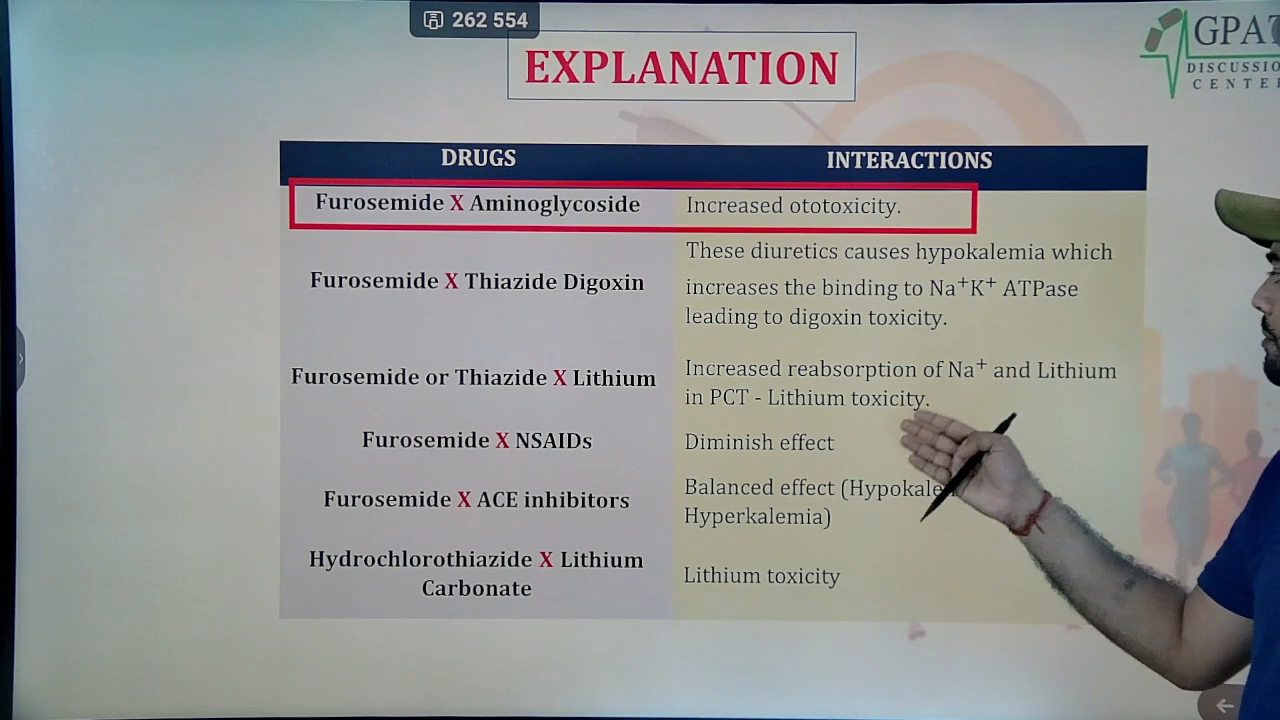 262 554
EXPLANATION
GPAT
DISCUSSIO
CENTE
DRUGS
INTERACTIONS
Furosemide X Aminoglycoside
Increased ototoxicity.
Furosemide X Thiazide Digoxin
These diuretics causes hypokalemia which
increases the binding to Na⁺K⁺ ATPase
leading to digoxin toxicity.
Furosemide or Thiazide X Lithium
Increased reabsorption of Na⁺ and Lithium
in PCT - Lithium toxicity.
Furosemide X NSAIDs
Diminish effect
Furosemide X ACE inhibitors
Balanced effect (Hypokale
Hyperkalemia)
Hydrochlorothiazide X Lithium
Carbonate
Lithium toxicity